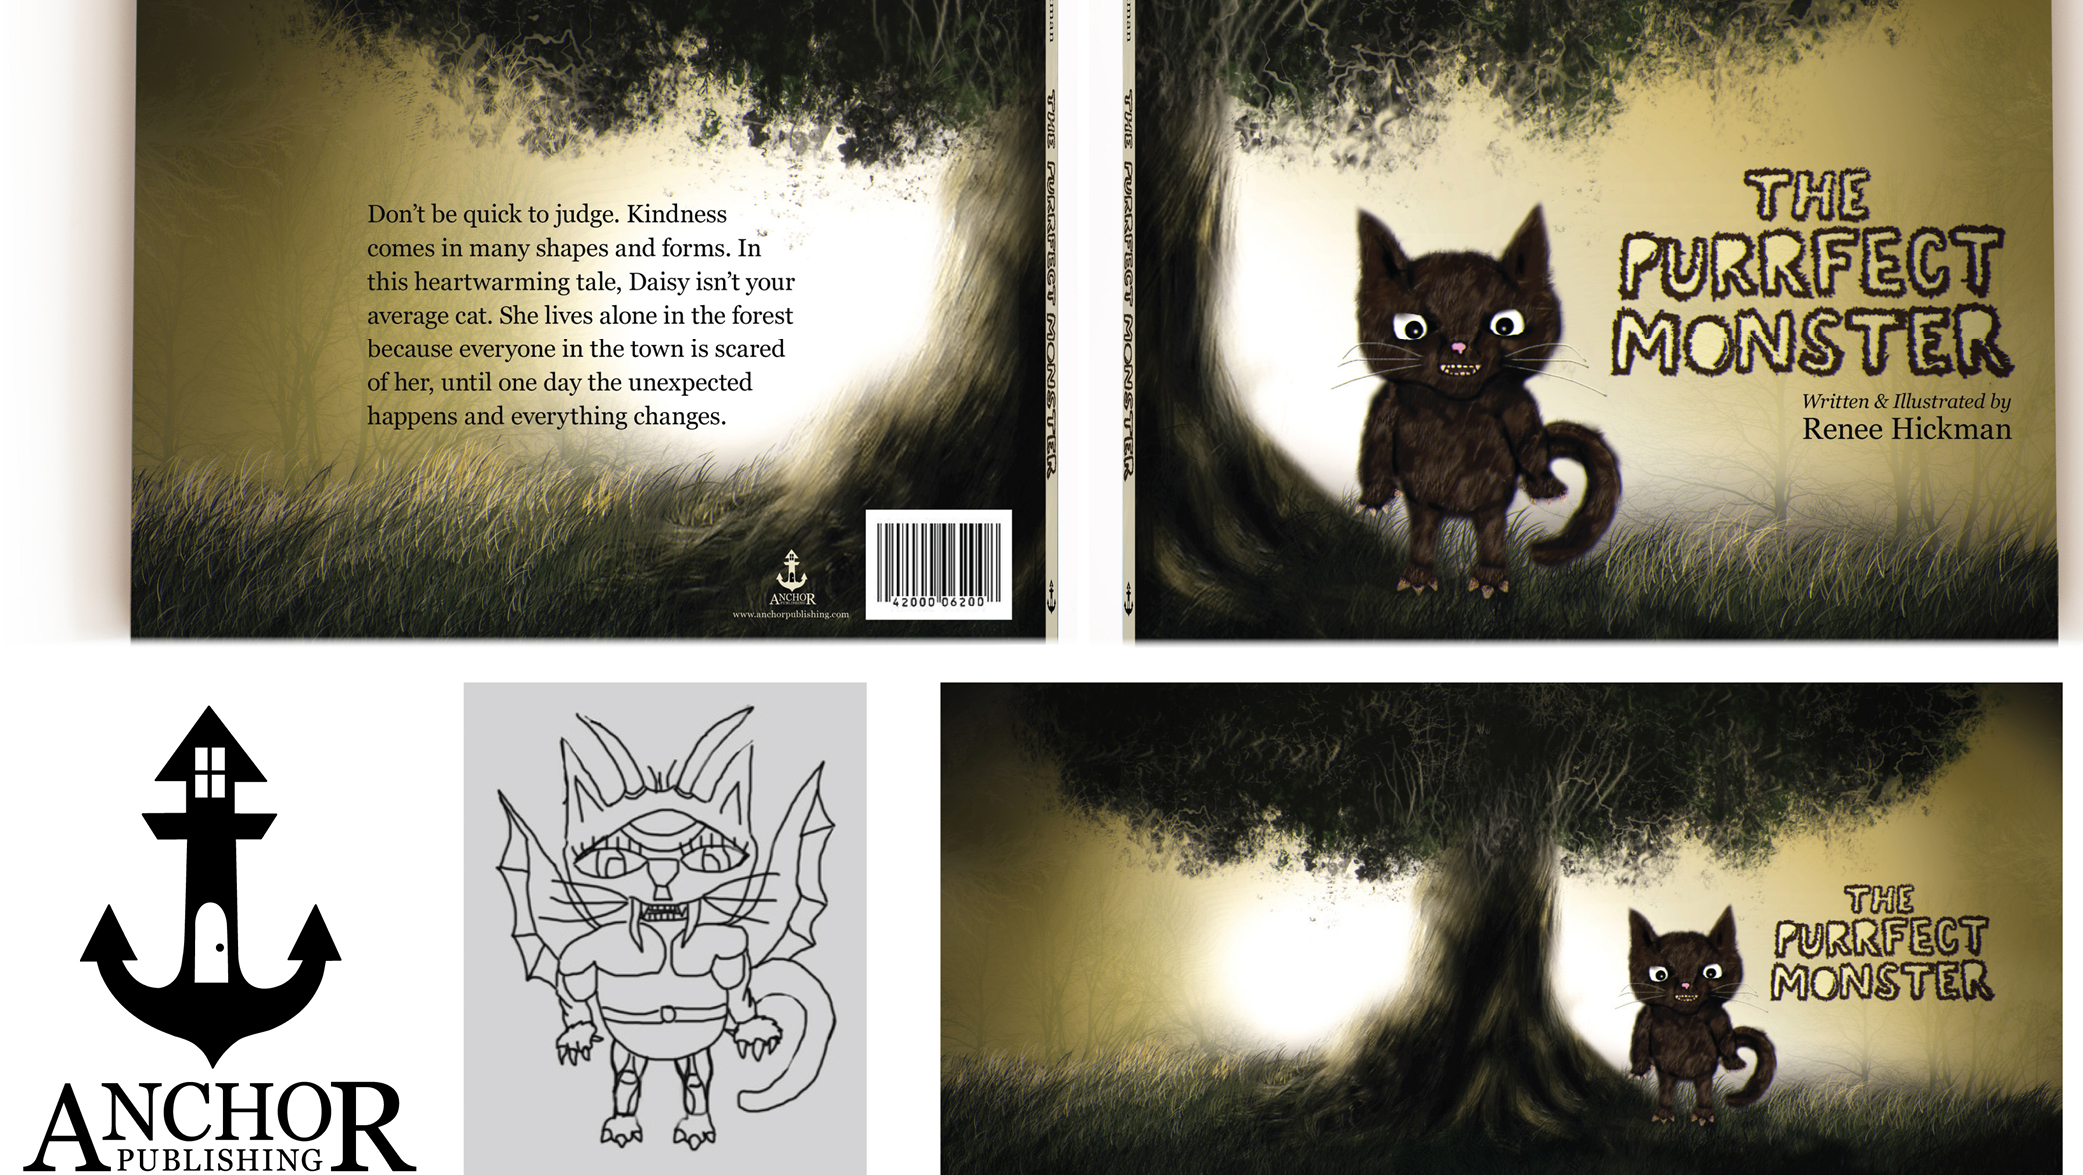 Don't be quick to judge. Kindness
comes in many shapes and forms. In
this heartwarming tale, Daisy isn't your
average cat. She lives alone in the forest
because everyone in the town is scared
of her, until one day the unexpected
happens and everything changes.
ANCHOR
PUBLISHING
www.anchorpublishing.com
42000 06200
THE PURRFECT MONSTER
THE PURRFECT MONSTER
THE
PURRFECT
MONSTER
Written & Illustrated by
Renee Hickman
ANCHOR
PUBLISHING
THE
PURRFECT
MONSTER